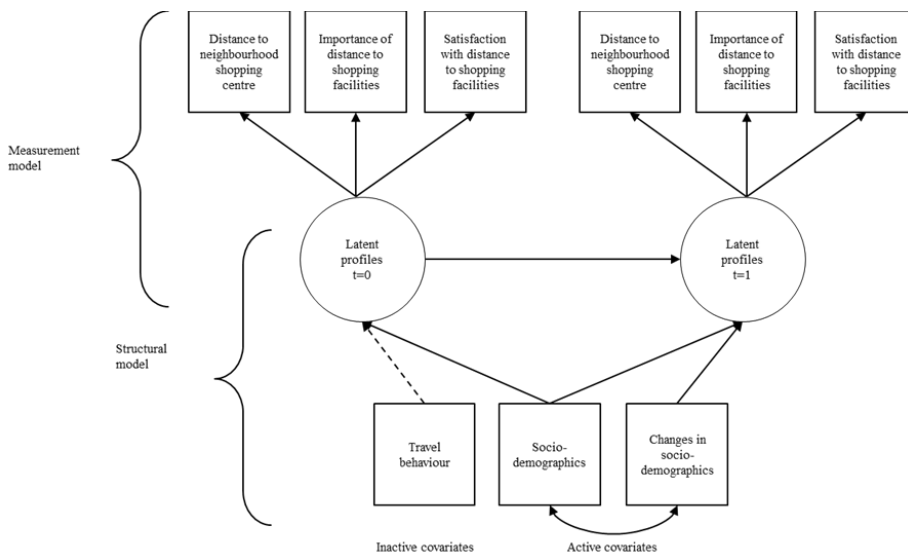 Distance to
neighbourhood
shopping
centre
Importance of
distance to
shopping
facilities
Satisfaction
with distance
to shopping
facilities
Distance to
neighbourhood
shopping
centre
Importance of
distance to
shopping
facilities
Satisfaction
with distance
to shopping
facilities
Measurement
model
Latent
profiles
t=0
Latent
profiles
t=1
Structural
model
Travel
behaviour
Socio-
demographics
Changes in
socio-
demographics
Inactive covariates
Active covariates